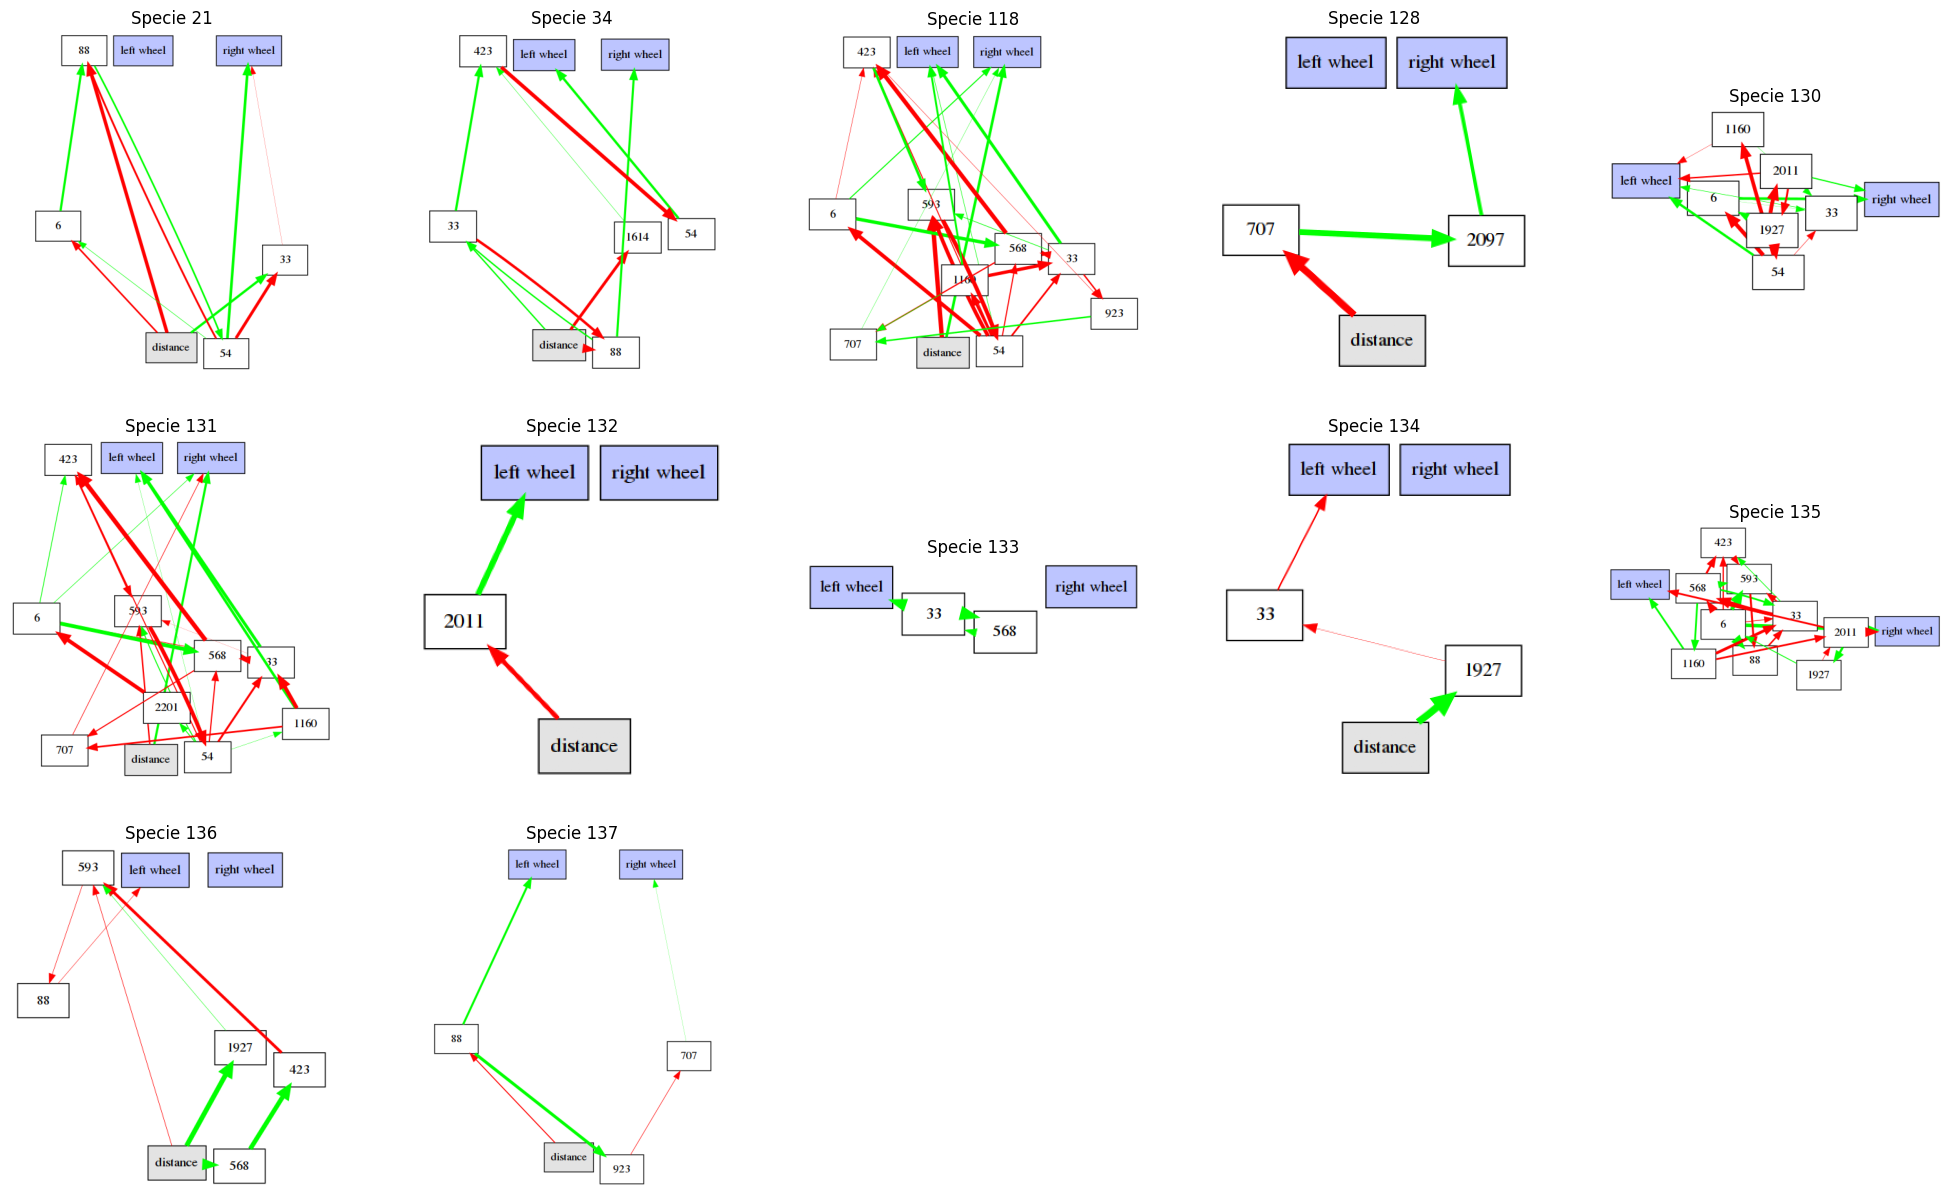 Specie 21
88
left wheel
right wheel
6
33
distance
54
Specie 34
423
left wheel
right wheel
33
1614
54
distance
88
Specie 118
423
left wheel
right wheel
6
593
568
33
1160
923
707
distance
54
Specie 128
left wheel
right wheel
707
2097
distance
Specie 130
1160
2011
left wheel
6
right wheel
33
1927
54
Specie 131
423
left wheel
right wheel
593
6
568
33
2201
1160
707
distance
54
Specie 132
left wheel
right wheel
2011
distance
Specie 133
left wheel
right wheel
33
568
Specie 134
left wheel
right wheel
33
1927
distance
Specie 135
423
left wheel
568
593
33
6
2011
right wheel
1160
88
1927
Specie 136
593
left wheel
right wheel
88
1927
423
distance
568
Specie 137
left wheel
right wheel
88
707
distance
923